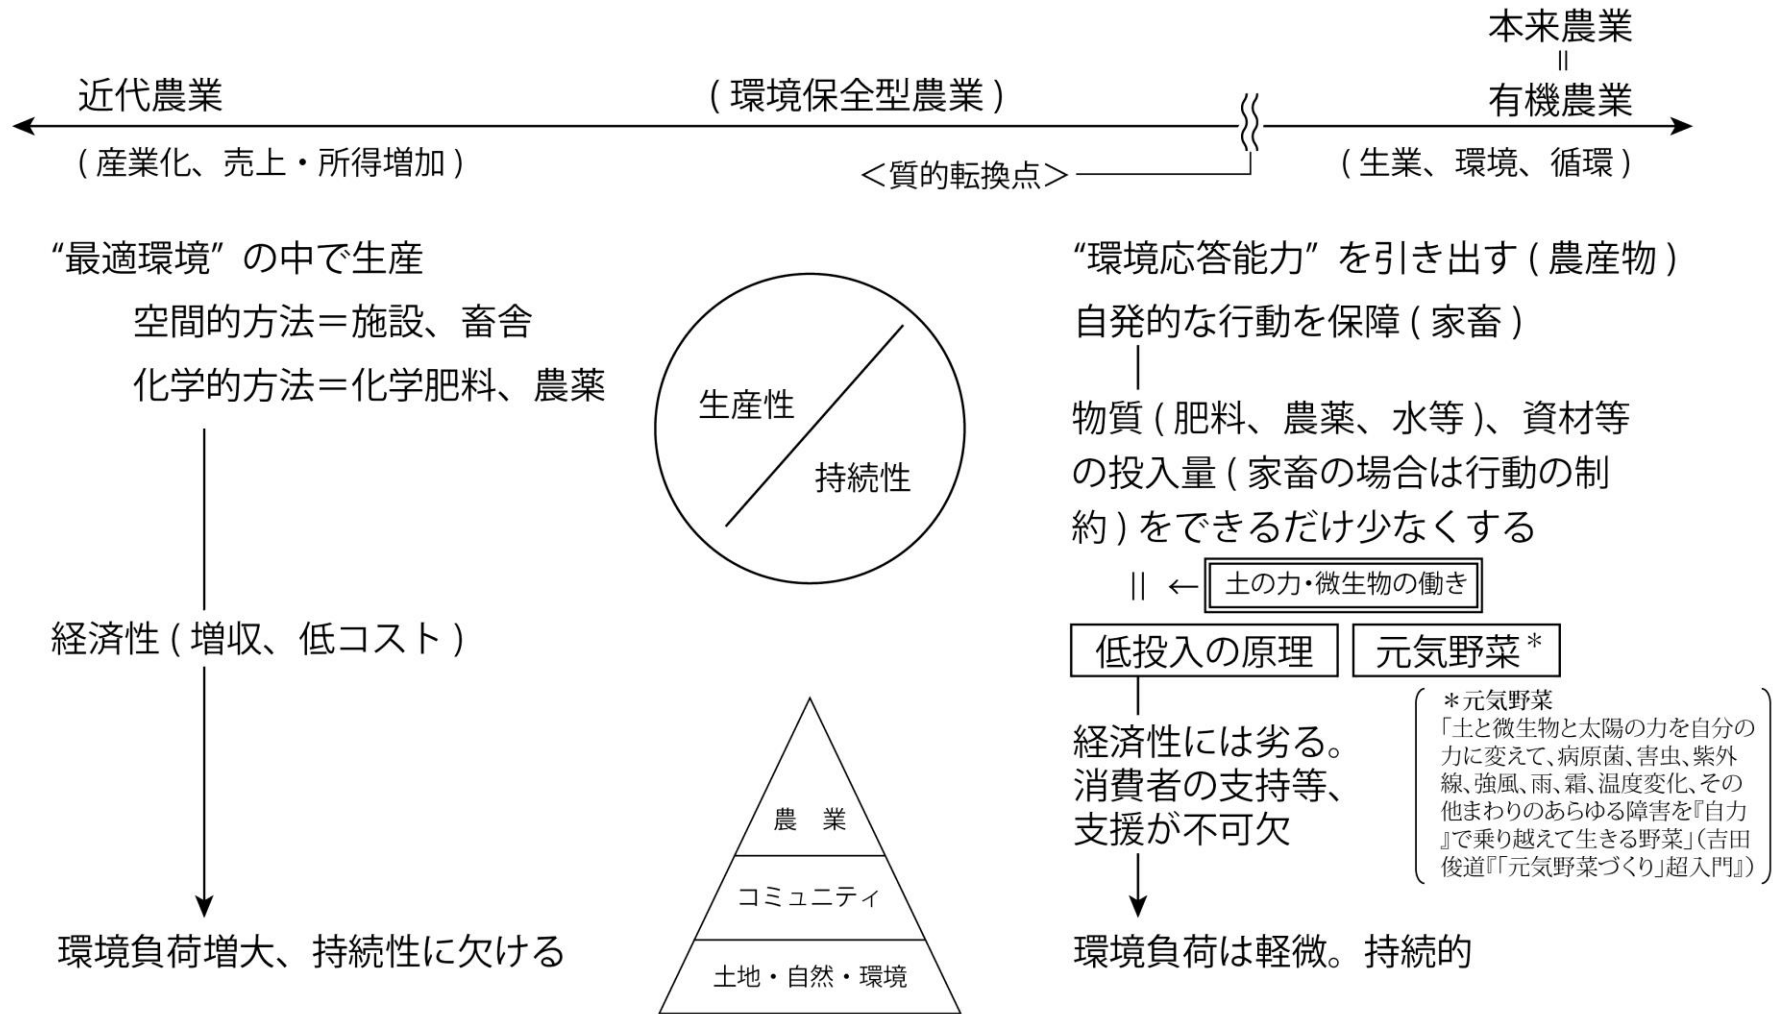 本来農業
=
有機農業
近代農業
(環境保全型農業)
(産業化、売上・所得増加)
<質的転換点>
(生業、環境、循環)
“最適環境”の中で生産
空間的方法=施設、畜舎
化学的方法=化学肥料、農薬
経済性(増収、低コスト)
環境負荷増大、持続性に欠ける
生産性
持続性
農 業
コミュニティ
土地・自然・環境
“環境応答能力”を引き出す(農産物)
自発的な行動を保障(家畜)
物質(肥料、農薬、水等)、資材等
の投入量(家畜の場合は行動の制
約)をできるだけ少なくする
|| ← 土の力・微生物の働き
低投入の原理 元気野菜*
経済性には劣る。
消費者の支持等、
支援が不可欠
環境負荷は軽微。持続的
*元気野菜
「土と微生物と太陽の力を自分の
力に変えて、病原菌、害虫、紫外
線、強風、雨、霜、温度変化、その
他まわりのあらゆる障害を『自力
』で乗り越えて生きる野菜」(吉田
俊道『「元気野菜づくり」超入門』)